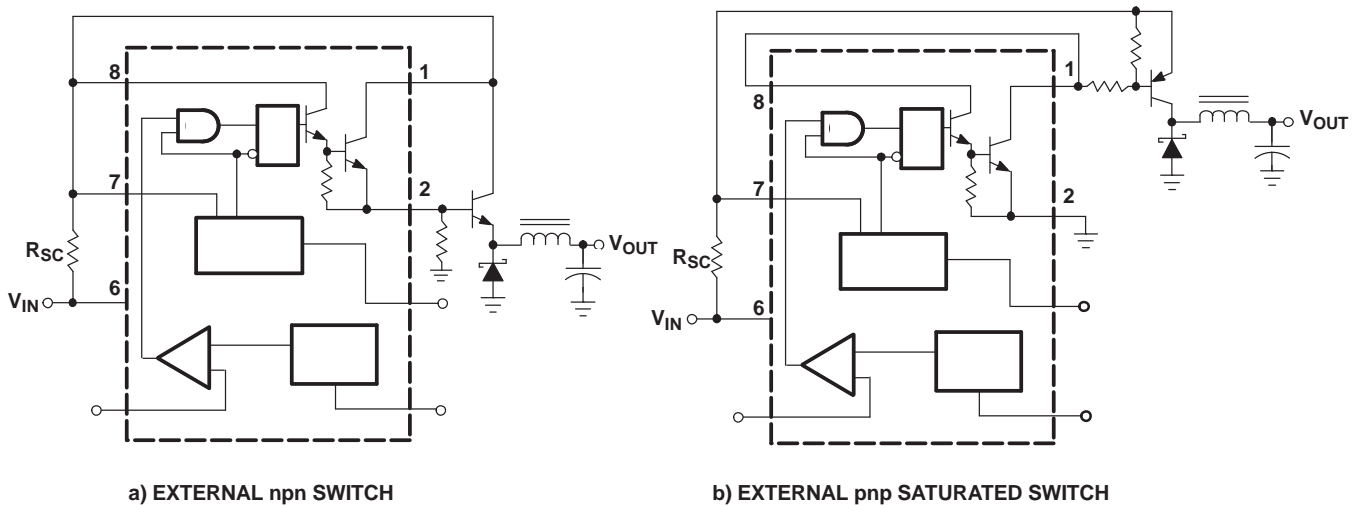 8
1
7
2
RSC
VIN
6
VOUT
a) EXTERNAL npn SWITCH
1
8
VOUT
7
2
RSC
VIN
6
b) EXTERNAL pnp SATURATED SWITCH